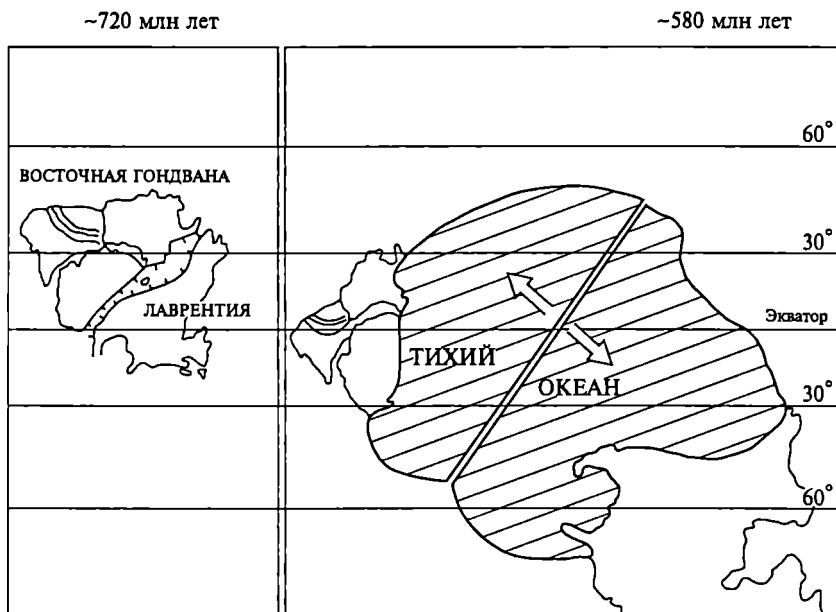 ~720 млн лет
~580 млн лет
60°
ВОСТОЧНАЯ ГОНДВАНА
30°
ЛАВРЕНТИЯ
Экватор
ТИХИЙ
ОКЕАН
30°
60°